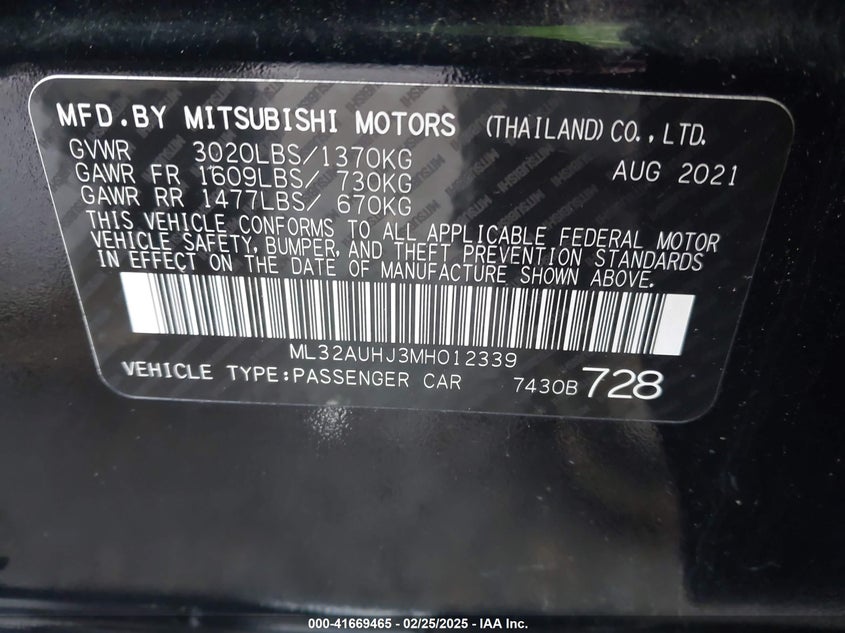 MFD.BY MITSUBISHI MOTORS (THAILAND) CO., LTD.
GVWR 3020LBS/1370KG AUG 2021
GAWR FR 1609LBS/ 730KG
GAWR RR 1477LBS/ 670KG
THIS VEHICLE CONFORMS TO ALL APPLICABLE FEDERAL MOTOR
VEHICLE SAFETY, BUMPER, AND THEFT PREVENTION STANDARDS
IN EFFECT ON THE DATE OF MANUFACTURE SHOWN ABOVE.
ML32AUHJ3MH012339
VEHICLE TYPE:PASSENGER CAR 7430B 728
000-41669465 - 02/25/2025 - IAA Inc.